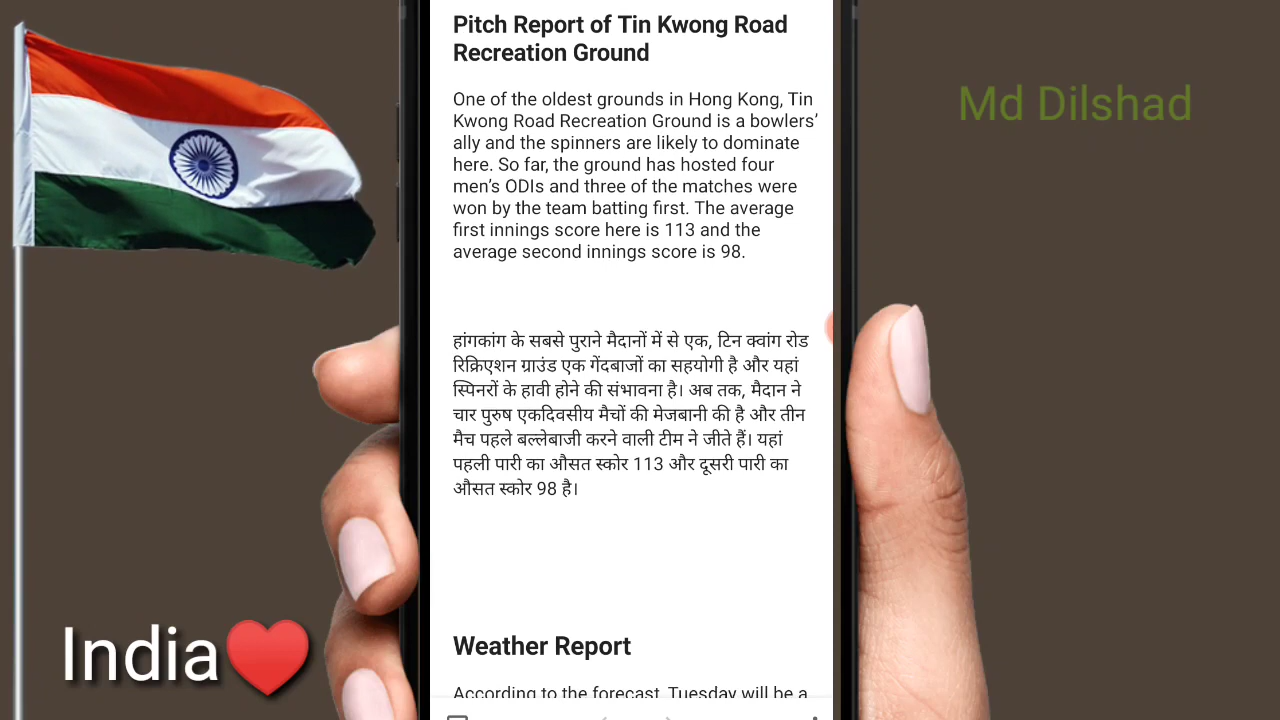 Pitch Report of Tin Kwong Road
Recreation Ground
One of the oldest grounds in Hong Kong, Tin
Kwong Road Recreation Ground is a bowlers’
ally and the spinners are likely to dominate
here. So far, the ground has hosted four
men’s ODIs and three of the matches were
won by the team batting first. The average
first innings score here is 113 and the
average second innings score is 98.
हांगकांग के सबसे पुराने मैदानों में से एक, टिन क्वांग रोड
रिक्रिएशन ग्राउंड एक गेंदबाजों का सहयोगी है और यहां
स्पिनरों के हावी होने की संभावना है। अब तक, मैदान ने
चार पुरुष एकदिवसीय मैचों की मेजबानी की है और तीन
मैच पहले बल्लेबाजी करने वाली टीम ने जीते हैं। यहां
पहली पारी का औसत स्कोर 113 और दूसरी पारी का
औसत स्कोर 98 है।
Weather Report
According to the forecast, Tuesday will be a
Md Dilshad
India❤️